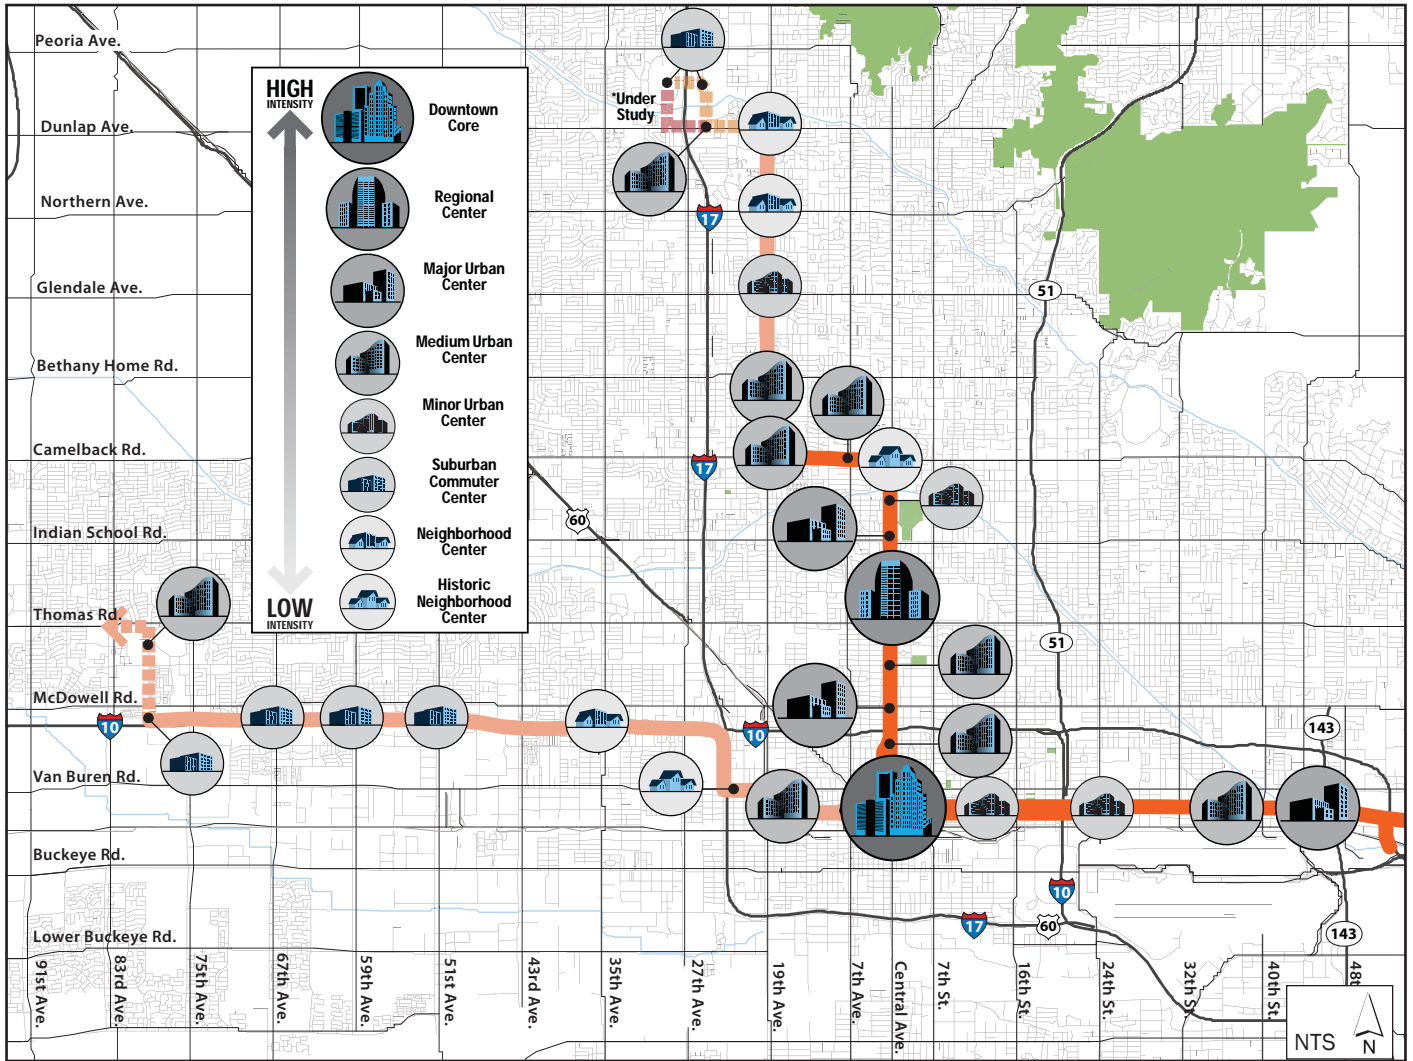 Peoria Ave.
Dunlap Ave.
Northern Ave.
Glendale Ave.
Bethany Home Rd.
Camelback Rd.
Indian School Rd.
Thomas Rd.
McDowell Rd.
Van Buren Rd.
Buckeye Rd.
Lower Buckeye Rd.
HIGH
INTENSITY
Downtown
Core
Regional
Center
Major Urban
Center
Medium Urban
Center
Minor Urban
Center
Suburban
Commuter
Center
Neighborhood
Center
Historic
Neighborhood
Center
LOW
INTENSITY
*Under
Study
17
51
17
60
51
10
10
143
10
17
60
143
91st Ave.
83rd Ave.
75th Ave.
67th Ave.
59th Ave.
51st Ave.
43rd Ave.
35th Ave.
27th Ave.
19th Ave.
7th Ave.
Central Ave.
7th St.
16th St.
24th St.
32th St.
40th St.
NTS
N